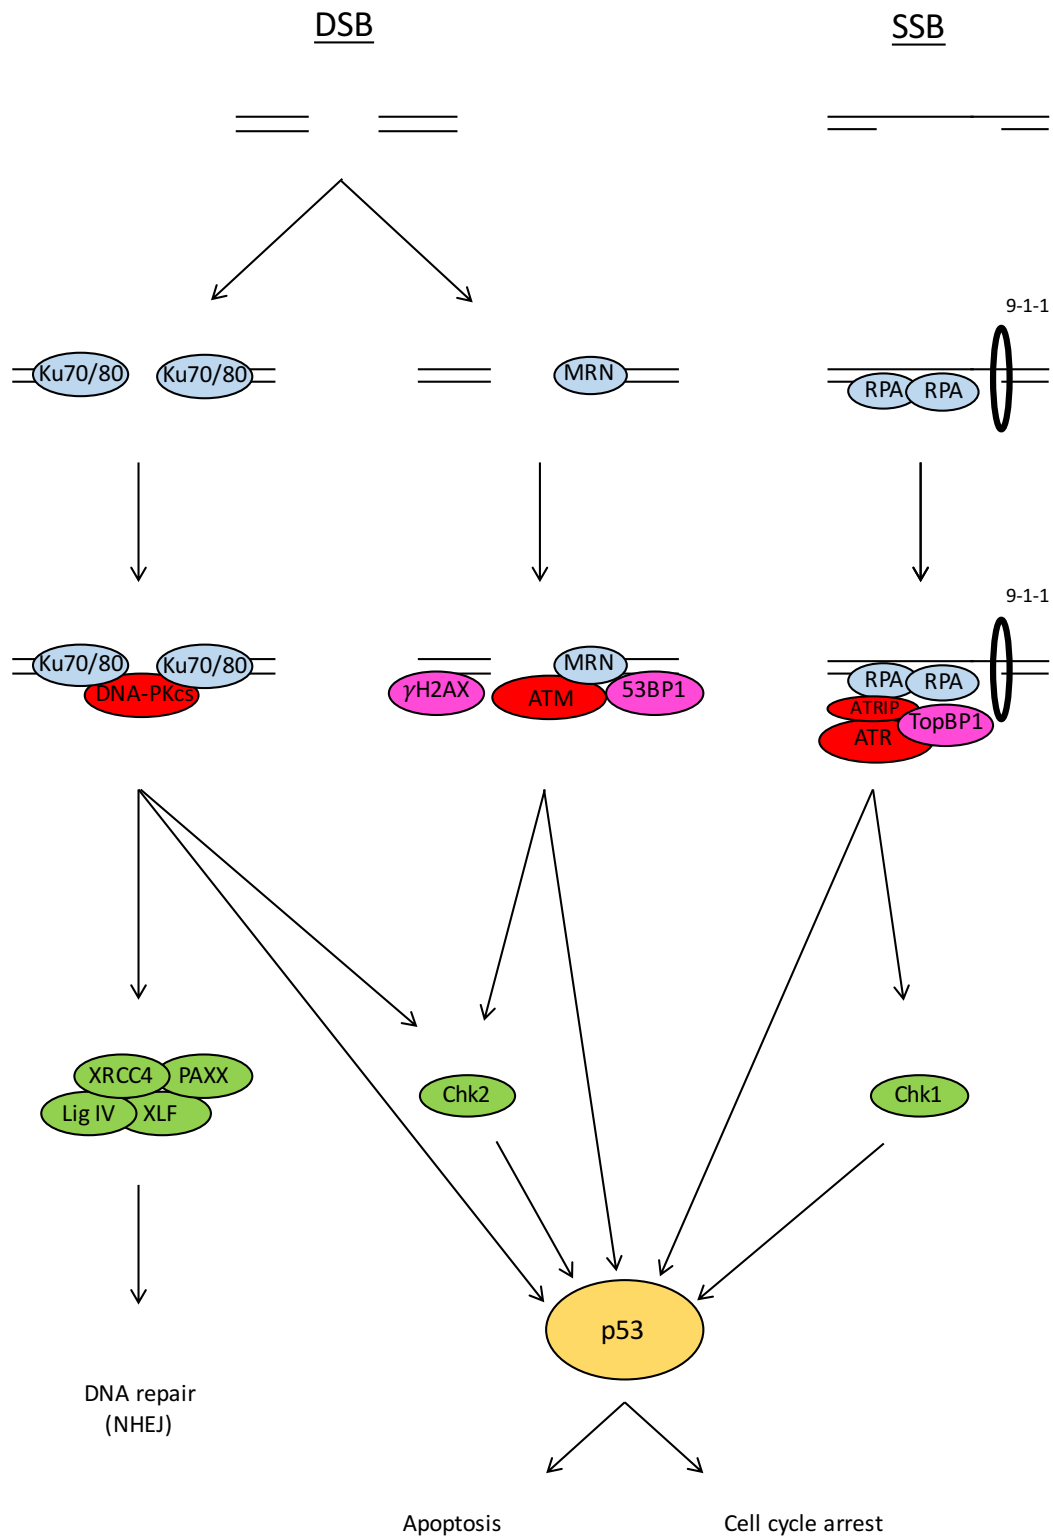 DSB
SSB
9-1-1
Ku70/80
Ku70/80
MRN
RPA
RPA
9-1-1
Ku70/80
Ku70/80
DNA-PKcs
MRN
γH2AX
ATM
53BP1
RPA
RPA
ATRIP
TopBP1
ATR
XRCC4
PAXX
Lig IV
XLF
Chk2
Chk1
p53
DNA repair
(NHEJ)
Apoptosis
Cell cycle arrest